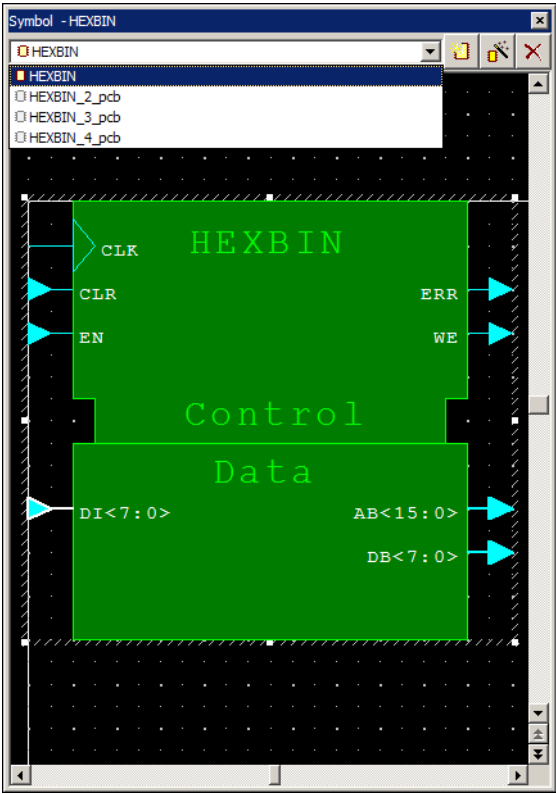 Symbol - HEXBIN
HEXBIN
HEXBIN
HEXBIN_2_pcb
HEXBIN_3_pcb
HEXBIN_4_pcb
HEXBIN
CLK
CLR ERR
EN WE
Control
Data
DI<7:0> AB<15:0>
DB<7:0>